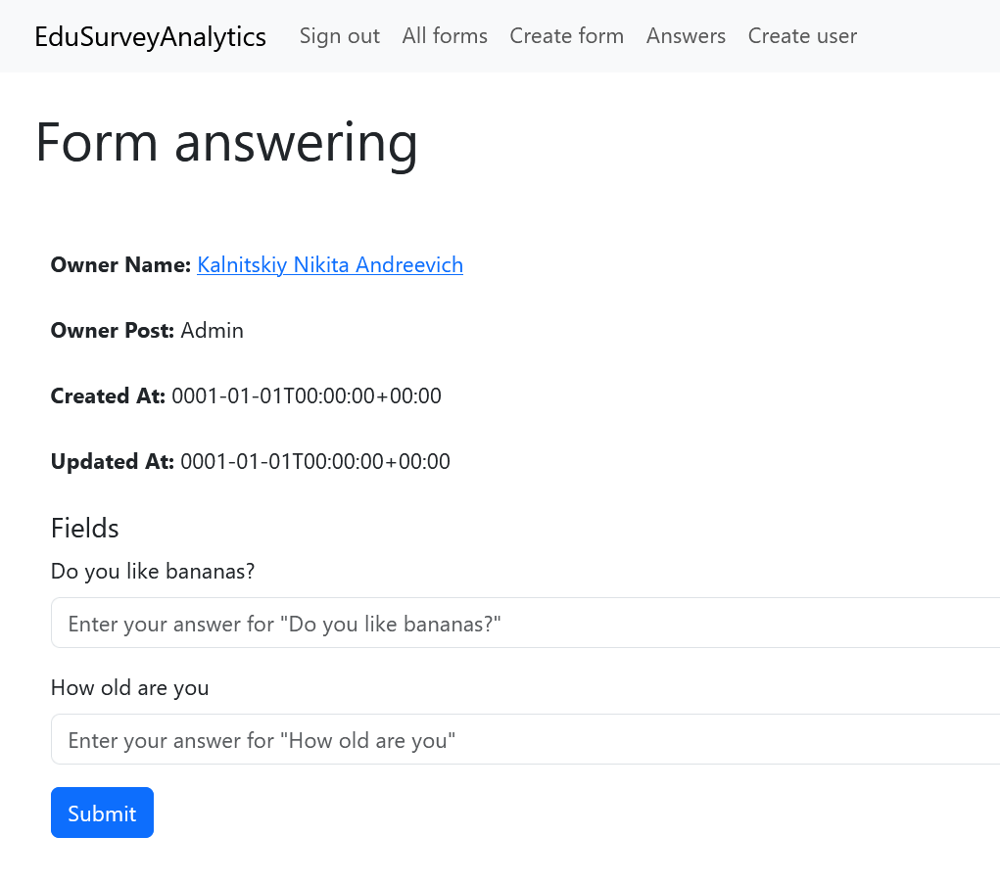 EduSurveyAnalytics Sign out All forms Create form Answers Create user
Form answering
Owner Name: Kalnitskiy Nikita Andreevich
Owner Post: Admin
Created At: 0001-01-01T00:00:00+00:00
Updated At: 0001-01-01T00:00:00+00:00
Fields
Do you like bananas?
Enter your answer for "Do you like bananas?"
How old are you
Enter your answer for "How old are you"
Submit